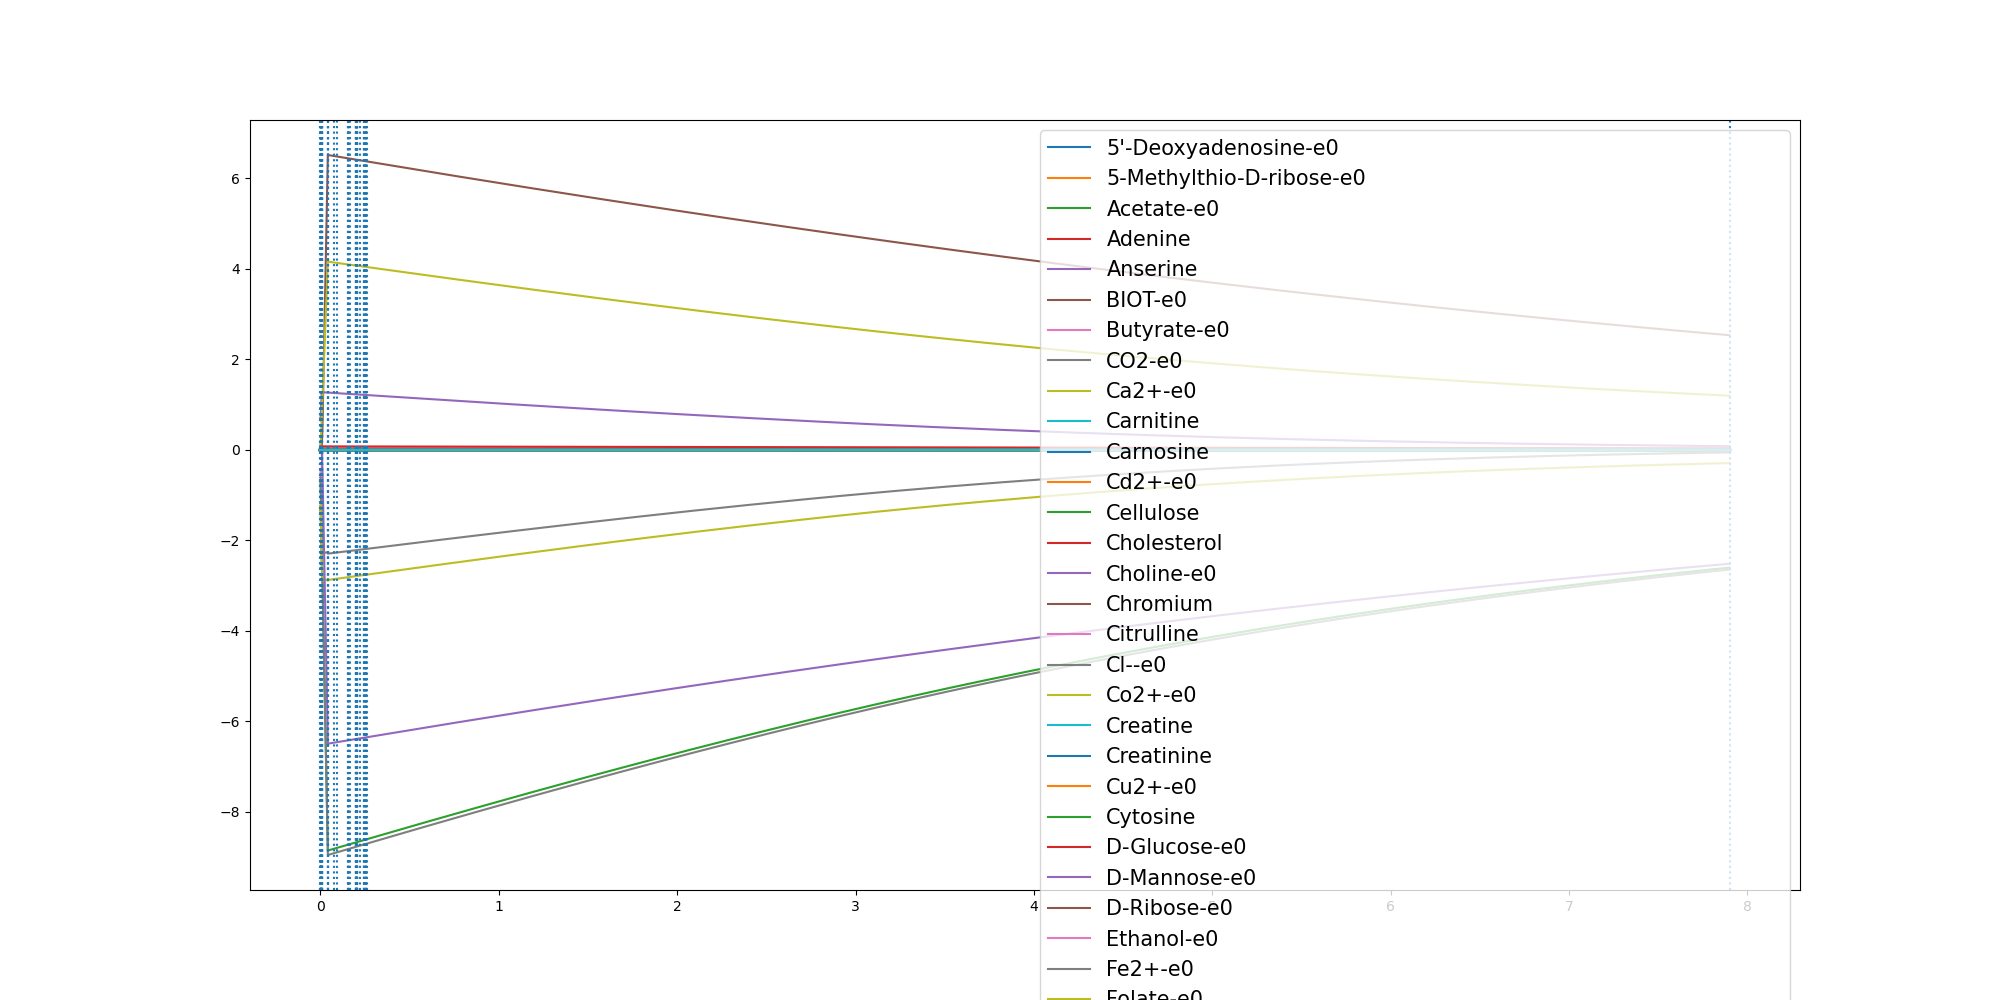 6
4
2
0
−2
−4
−6
−8
0
1
2
3
4
6
7
8
5'-Deoxyadenosine-e0
5-Methylthio-D-ribose-e0
Acetate-e0
Adenine
Anserine
BIOT-e0
Butyrate-e0
CO2-e0
Ca2+-e0
Carnitine
Carnosine
Cd2+-e0
Cellulose
Cholesterol
Choline-e0
Chromium
Citrulline
Cl--e0
Co2+-e0
Creatine
Creatinine
Cu2+-e0
Cytosine
D-Glucose-e0
D-Mannose-e0
D-Ribose-e0
Ethanol-e0
Fe2+-e0
Folate-e0